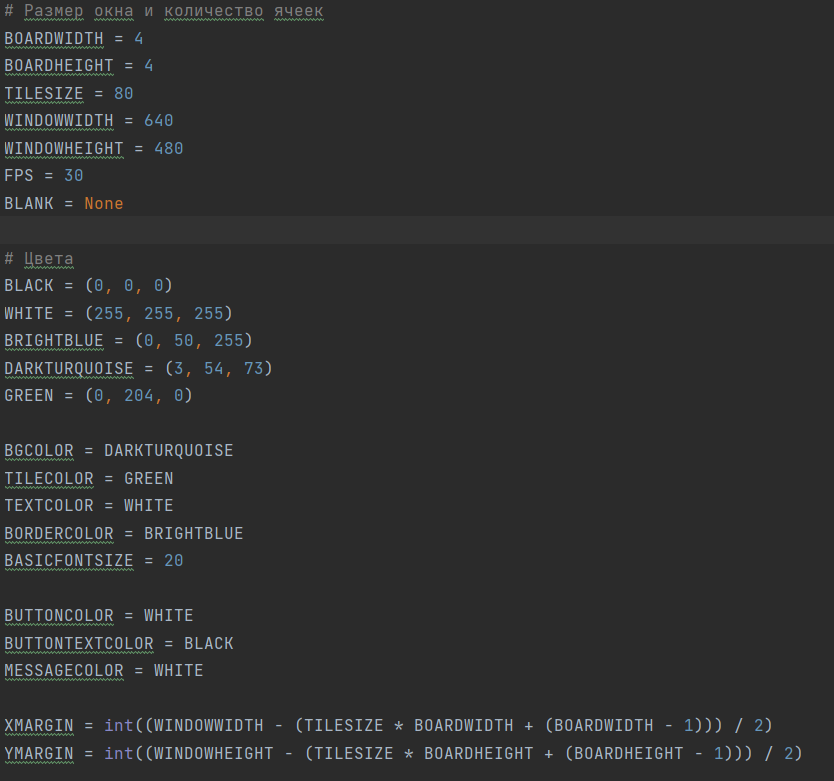 # Размер окна и количество ячеек
BOARDWIDTH = 4
BOARDHEIGHT = 4
TILESIZE = 80
WINDOWWIDTH = 640
WINDOWHEIGHT = 480
FPS = 30
BLANK = None
# Цвета
BLACK = (0, 0, 0)
WHITE = (255, 255, 255)
BRIGHTBLUE = (0, 50, 255)
DARKTURQUOISE = (3, 54, 73)
GREEN = (0, 204, 0)
BGCOLOR = DARKTURQUOISE
TILECOLOR = GREEN
TEXTCOLOR = WHITE
BORDERCOLOR = BRIGHTBLUE
BASICFONTSIZE = 20
BUTTONCOLOR = WHITE
BUTTONTEXTCOLOR = BLACK
MESSAGECOLOR = WHITE
XMARGIN = int((WINDOWWIDTH - (TILESIZE * BOARDWIDTH + (BOARDWIDTH - 1))) / 2)
YMARGIN = int((WINDOWHEIGHT - (TILESIZE * BOARDHEIGHT + (BOARDHEIGHT - 1))) / 2)